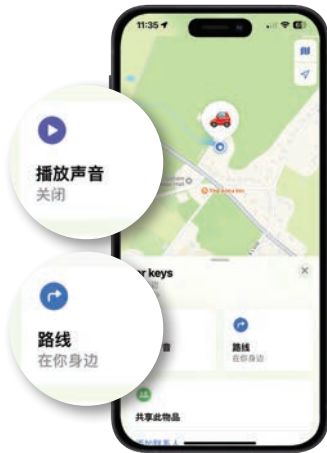 11:35
播放声音
关闭
r keys
音
路线
在你身边
路线
在你身边
共享此物品